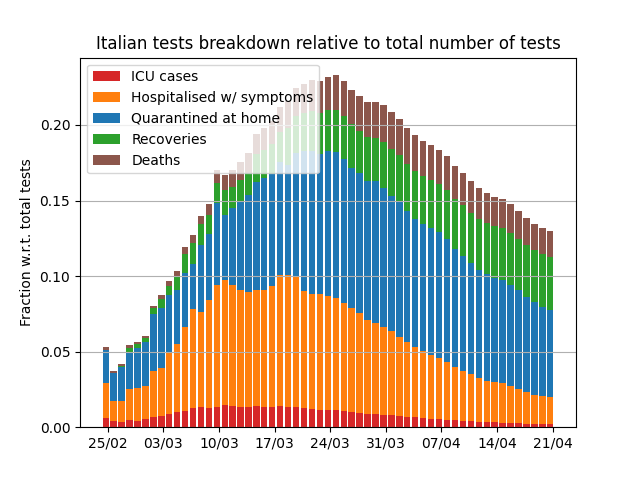 Italian tests breakdown relative to total number of tests
ICU cases
Hospitalised w/ symptoms
Quarantined at home
Recoveries
Deaths
Fraction w.r.t. total tests
0.20
0.15
0.10
0.05
0.00
25/02 03/03 10/03 17/03 24/03 31/03 07/04 14/04 21/04